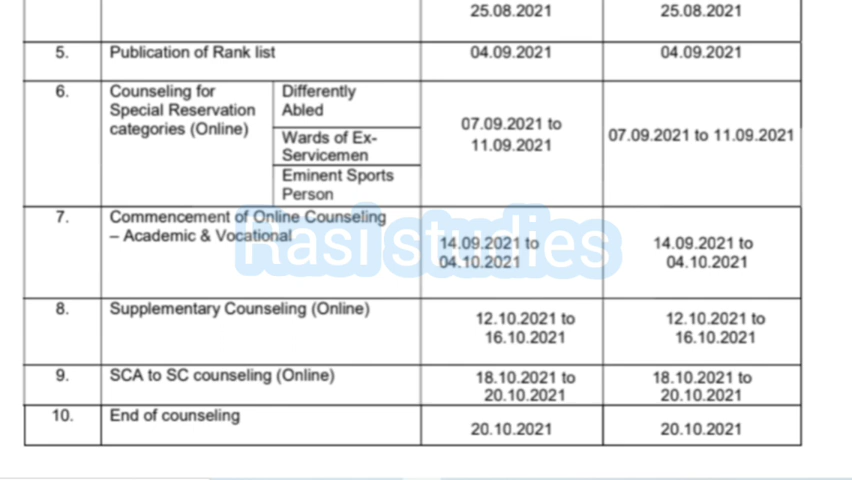 25.08.2021 25.08.2021
5. Publication of Rank list 04.09.2021 04.09.2021
6. Counseling for
Special Reservation
categories (Online)
Differently
Abled
Wards of Ex-
Servicemen
Eminent Sports
Person
07.09.2021 to
11.09.2021
07.09.2021 to 11.09.2021
7. Commencement of Online Counseling
– Academic & Vocational
14.09.2021 to
04.10.2021
14.09.2021 to
04.10.2021
Rasi studies
8. Supplementary Counseling (Online)
12.10.2021 to
16.10.2021
12.10.2021 to
16.10.2021
9. SCA to SC counseling (Online)
18.10.2021 to
20.10.2021
18.10.2021 to
20.10.2021
10. End of counseling
20.10.2021 20.10.2021